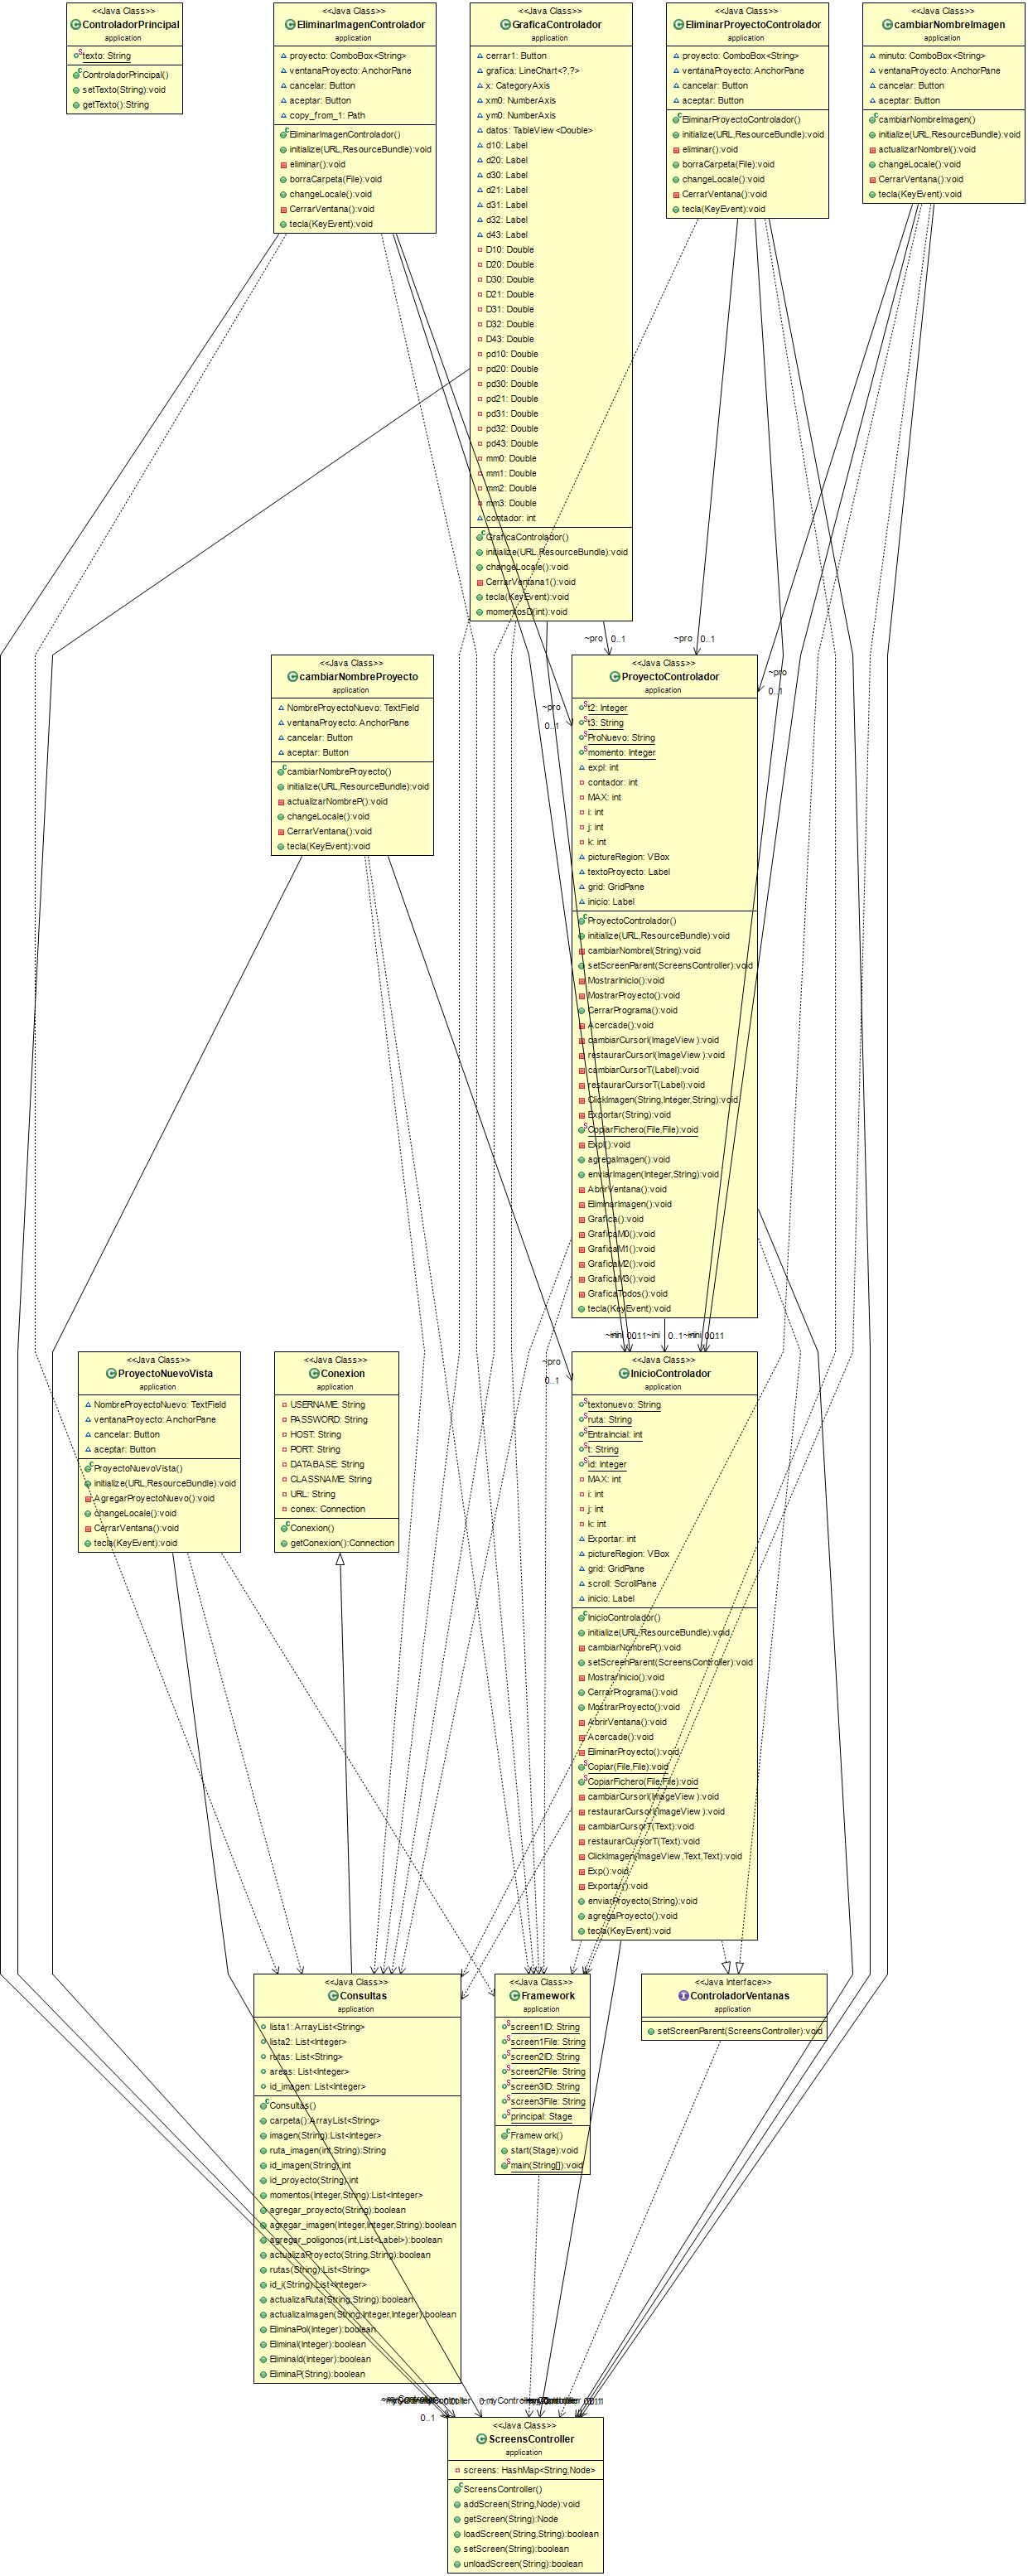 <<Java Class>>
ControladorPrincipal
application
texto: String
ControladorPrincipal()
setTexto(String):void
getTexto():String
<<Java Class>>
EliminarImagenControlador
application
proyecto: ComboBox<String>
ventanaProyecto: AnchorPane
cancelar: Button
aceptar: Button
copy_from_1: Path
EliminarImagenControlador()
initialize(URL,ResourceBundle):void
eliminar():void
borraCarpeta(File):void
changeLocale():void
CerrarVentana():void
tecla(KeyEvent):void
<<Java Class>>
GraficaControlador
application
cerrar1: Button
grafica: LineChart<?,?>
x: CategoryAxis
xm0: NumberAxis
ym0: NumberAxis
datos: TableView <Double>
d10: Label
d20: Label
d30: Label
d21: Label
d31: Label
d32: Label
d43: Label
D10: Double
D20: Double
D30: Double
D21: Double
D31: Double
D32: Double
D43: Double
pd10: Double
pd20: Double
pd30: Double
pd21: Double
pd31: Double
pd32: Double
pd43: Double
mm0: Double
mm1: Double
mm2: Double
mm3: Double
contador: int
GraficaControlador()
initialize(URL,ResourceBundle):void
changeLocale():void
CerrarVentana1():void
tecla(KeyEvent):void
momentosD(int):void
<<Java Class>>
EliminarProyectoControlador
application
proyecto: ComboBox<String>
ventanaProyecto: AnchorPane
cancelar: Button
aceptar: Button
EliminarProyectoControlador()
initialize(URL,ResourceBundle):void
eliminar():void
borraCarpeta(File):void
changeLocale():void
CerrarVentana():void
tecla(KeyEvent):void
<<Java Class>>
cambiarNombreImagen
application
minuto: ComboBox<String>
ventanaProyecto: AnchorPane
cancelar: Button
aceptar: Button
cambiarNombreImagen()
initialize(URL,ResourceBundle):void
actualizarNombreI():void
changeLocale():void
CerrarVentana():void
tecla(KeyEvent):void
~pro 0..1
~pro 0..1
~pro
0..1
~pro
0..1
<<Java Class>>
cambiarNombreProyecto
application
NombreProyectoNuevo: TextField
ventanaProyecto: AnchorPane
cancelar: Button
aceptar: Button
cambiarNombreProyecto()
initialize(URL,ResourceBundle):void
actualizarNombreP():void
changeLocale():void
CerrarVentana():void
tecla(KeyEvent):void
<<Java Class>>
ProyectoControlador
application
t2: Integer
t3: String
ProNuevo: String
momento: Integer
expl: int
contador: int
MAX: int
i: int
j: int
k: int
pictureRegion: VBox
textoProyecto: Label
grid: GridPane
inicio: Label
ProyectoControlador()
initialize(URL,ResourceBundle):void
cambiarNombreI(String):void
setScreenParent(ScreensController):void
MostrarInicio():void
MostrarProyecto():void
CerrarPrograma():void
Acercade():void
cambiarCursorI(ImageView ):void
restaurarCursorI(ImageView ):void
cambiarCursorT(Label):void
restaurarCursorT(Label):void
ClickImagen(String,Integer,String):void
Exportar(String):void
CopiarFichero(File,File):void
Expl():void
agregaImagen():void
enviarImagen(Integer,String):void
AbrirVentana():void
EliminarImagen():void
Grafica():void
GraficaM0():void
GraficaM1():void
GraficaM2():void
GraficaM3():void
GraficaTodos():void
tecla(KeyEvent):void
~ini
0..1
~pro
0..1
<<Java Class>>
ProyectoNuevoVista
application
NombreProyectoNuevo: TextField
ventanaProyecto: AnchorPane
cancelar: Button
aceptar: Button
ProyectoNuevoVista()
initialize(URL,ResourceBundle):void
AgregarProyectoNuevo():void
changeLocale():void
CerrarVentana():void
tecla(KeyEvent):void
<<Java Class>>
Conexion
application
USERNAME: String
PASSWORD: String
HOST: String
PORT: String
DATABASE: String
CLASSNAME: String
URL: String
conex: Connection
Conexion()
getConexion():Connection
<<Java Class>>
InicioControlador
application
textonuevo: String
ruta: String
EntraIncial: int
t: String
id: Integer
MAX: int
i: int
j: int
k: int
Exportar: int
pictureRegion: VBox
grid: GridPane
scroll: ScrollPane
inicio: Label
InicioControlador()
initialize(URL,ResourceBundle):void
cambiarNombreP():void
setScreenParent(ScreensController):void
MostrarInicio():void
CerrarPrograma():void
MostrarProyecto():void
AbrirVentana():void
Acercade():void
EliminarProyecto():void
Copiar(File,File):void
CopiarFichero(File,File):void
cambiarCursorI(ImageView ):void
restaurarCursorI(ImageView ):void
cambiarCursorT(Text):void
restaurarCursorT(Text):void
ClickImagen(ImageView ,Text,Text):void
Exp():void
Exportar():void
enviarProyecto(String):void
agregaProyecto():void
tecla(KeyEvent):void
<<Java Class>>
Consultas
application
lista1: ArrayList<String>
lista2: List<Integer>
rutas: List<String>
areas: List<Integer>
id_imagen: List<Integer>
Consultas()
carpeta():ArrayList<String>
imagen(String):List<Integer>
ruta_imagen(int,String):String
id_imagen(String):int
id_proyecto(String):int
momentos(Integer,String):List<Integer>
agregar_proyecto(String):boolean
agregar_imagen(Integer,Integer,String):boolean
agregar_poligonos(int,List<Label>):boolean
actualizaProyecto(String,String):boolean
rutas(String):List<String>
id_i(String):List<Integer>
actualizaRuta(String,String):boolean
actualizaImagen(String,Integer,Integer):boolean
EliminaPol(Integer):boolean
EliminaI(Integer):boolean
EliminaId(Integer):boolean
EliminaP(String):boolean
<<Java Class>>
Framework
application
screen1ID: String
screen1File: String
screen2ID: String
screen2File: String
screen3ID: String
screen3File: String
principal: Stage
Framework()
start(Stage):void
main(String[]):void
<<Java Interface>>
ControladorVentanas
application
setScreenParent(ScreensController):void
0..1
<<Java Class>>
ScreensController
application
screens: HashMap<String,Node>
ScreensController()
addScreen(String,Node):void
getScreen(String):Node
loadScreen(String,String):boolean
setScreen(String):boolean
unloadScreen(String):boolean